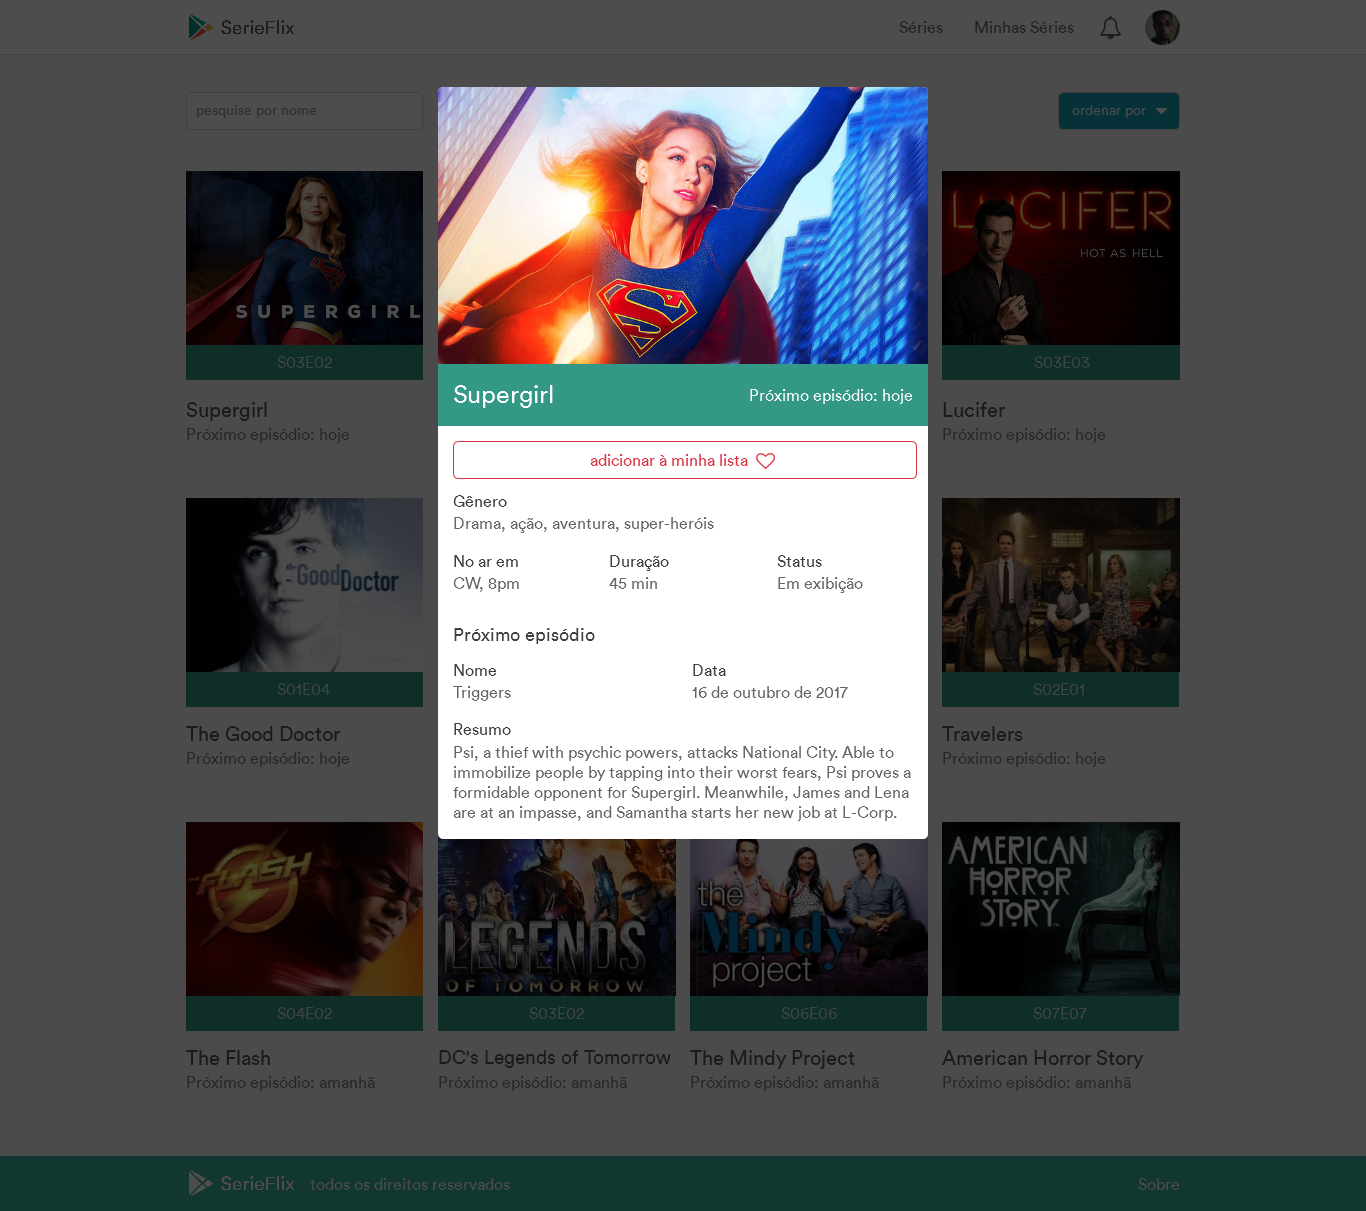 SerieFlix
Séries
Minhas Séries
pesquise por nome
ordenar por
SUPERGIRL
S03E02
Supergirl
Próximo episódio: hoje
LUCIFER
HOT AS HELL
S03E03
Lucifer
Próximo episódio: hoje
the Good Doctor
S01E04
The Good Doctor
Próximo episódio: hoje
S02E01
Travelers
Próximo episódio: hoje
Supergirl
Próximo episódio: hoje
adicionar à minha lista
Gênero
Drama, ação, aventura, super-heróis
No ar em
CW, 8pm
Duração
45 min
Status
Em exibição
Próximo episódio
Nome
Triggers
Data
16 de outubro de 2017
Resumo
Psi, a thief with psychic powers, attacks National City. Able to
immobilize people by tapping into their worst fears, Psi proves a
formidable opponent for Supergirl. Meanwhile, James and Lena
are at an impasse, and Samantha starts her new job at L-Corp.
FLASH
S04E02
The Flash
Próximo episódio: amanhã
LEGENDS
OF TOMORROW
S03E02
DC's Legends of Tomorrow
Próximo episódio: amanhã
the
Mindy
project
S06E06
The Mindy Project
Próximo episódio: amanhã
AMERICAN
HORROR
STORY™
S07E07
American Horror Story
Próximo episódio: amanhã
SerieFlix
todos os direitos reservados
Sobre